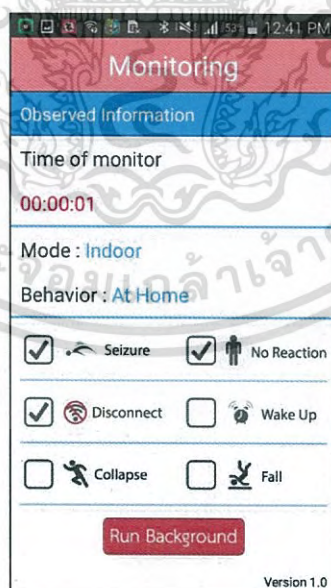 53% 12:41 PM
Monitoring
Observed Information
Time of monitor
00:00:01
Mode : Indoor
Behavior : At Home
Seizure No Reaction
Disconnect Wake Up
Collapse Fall
Run Background
Version 1.0